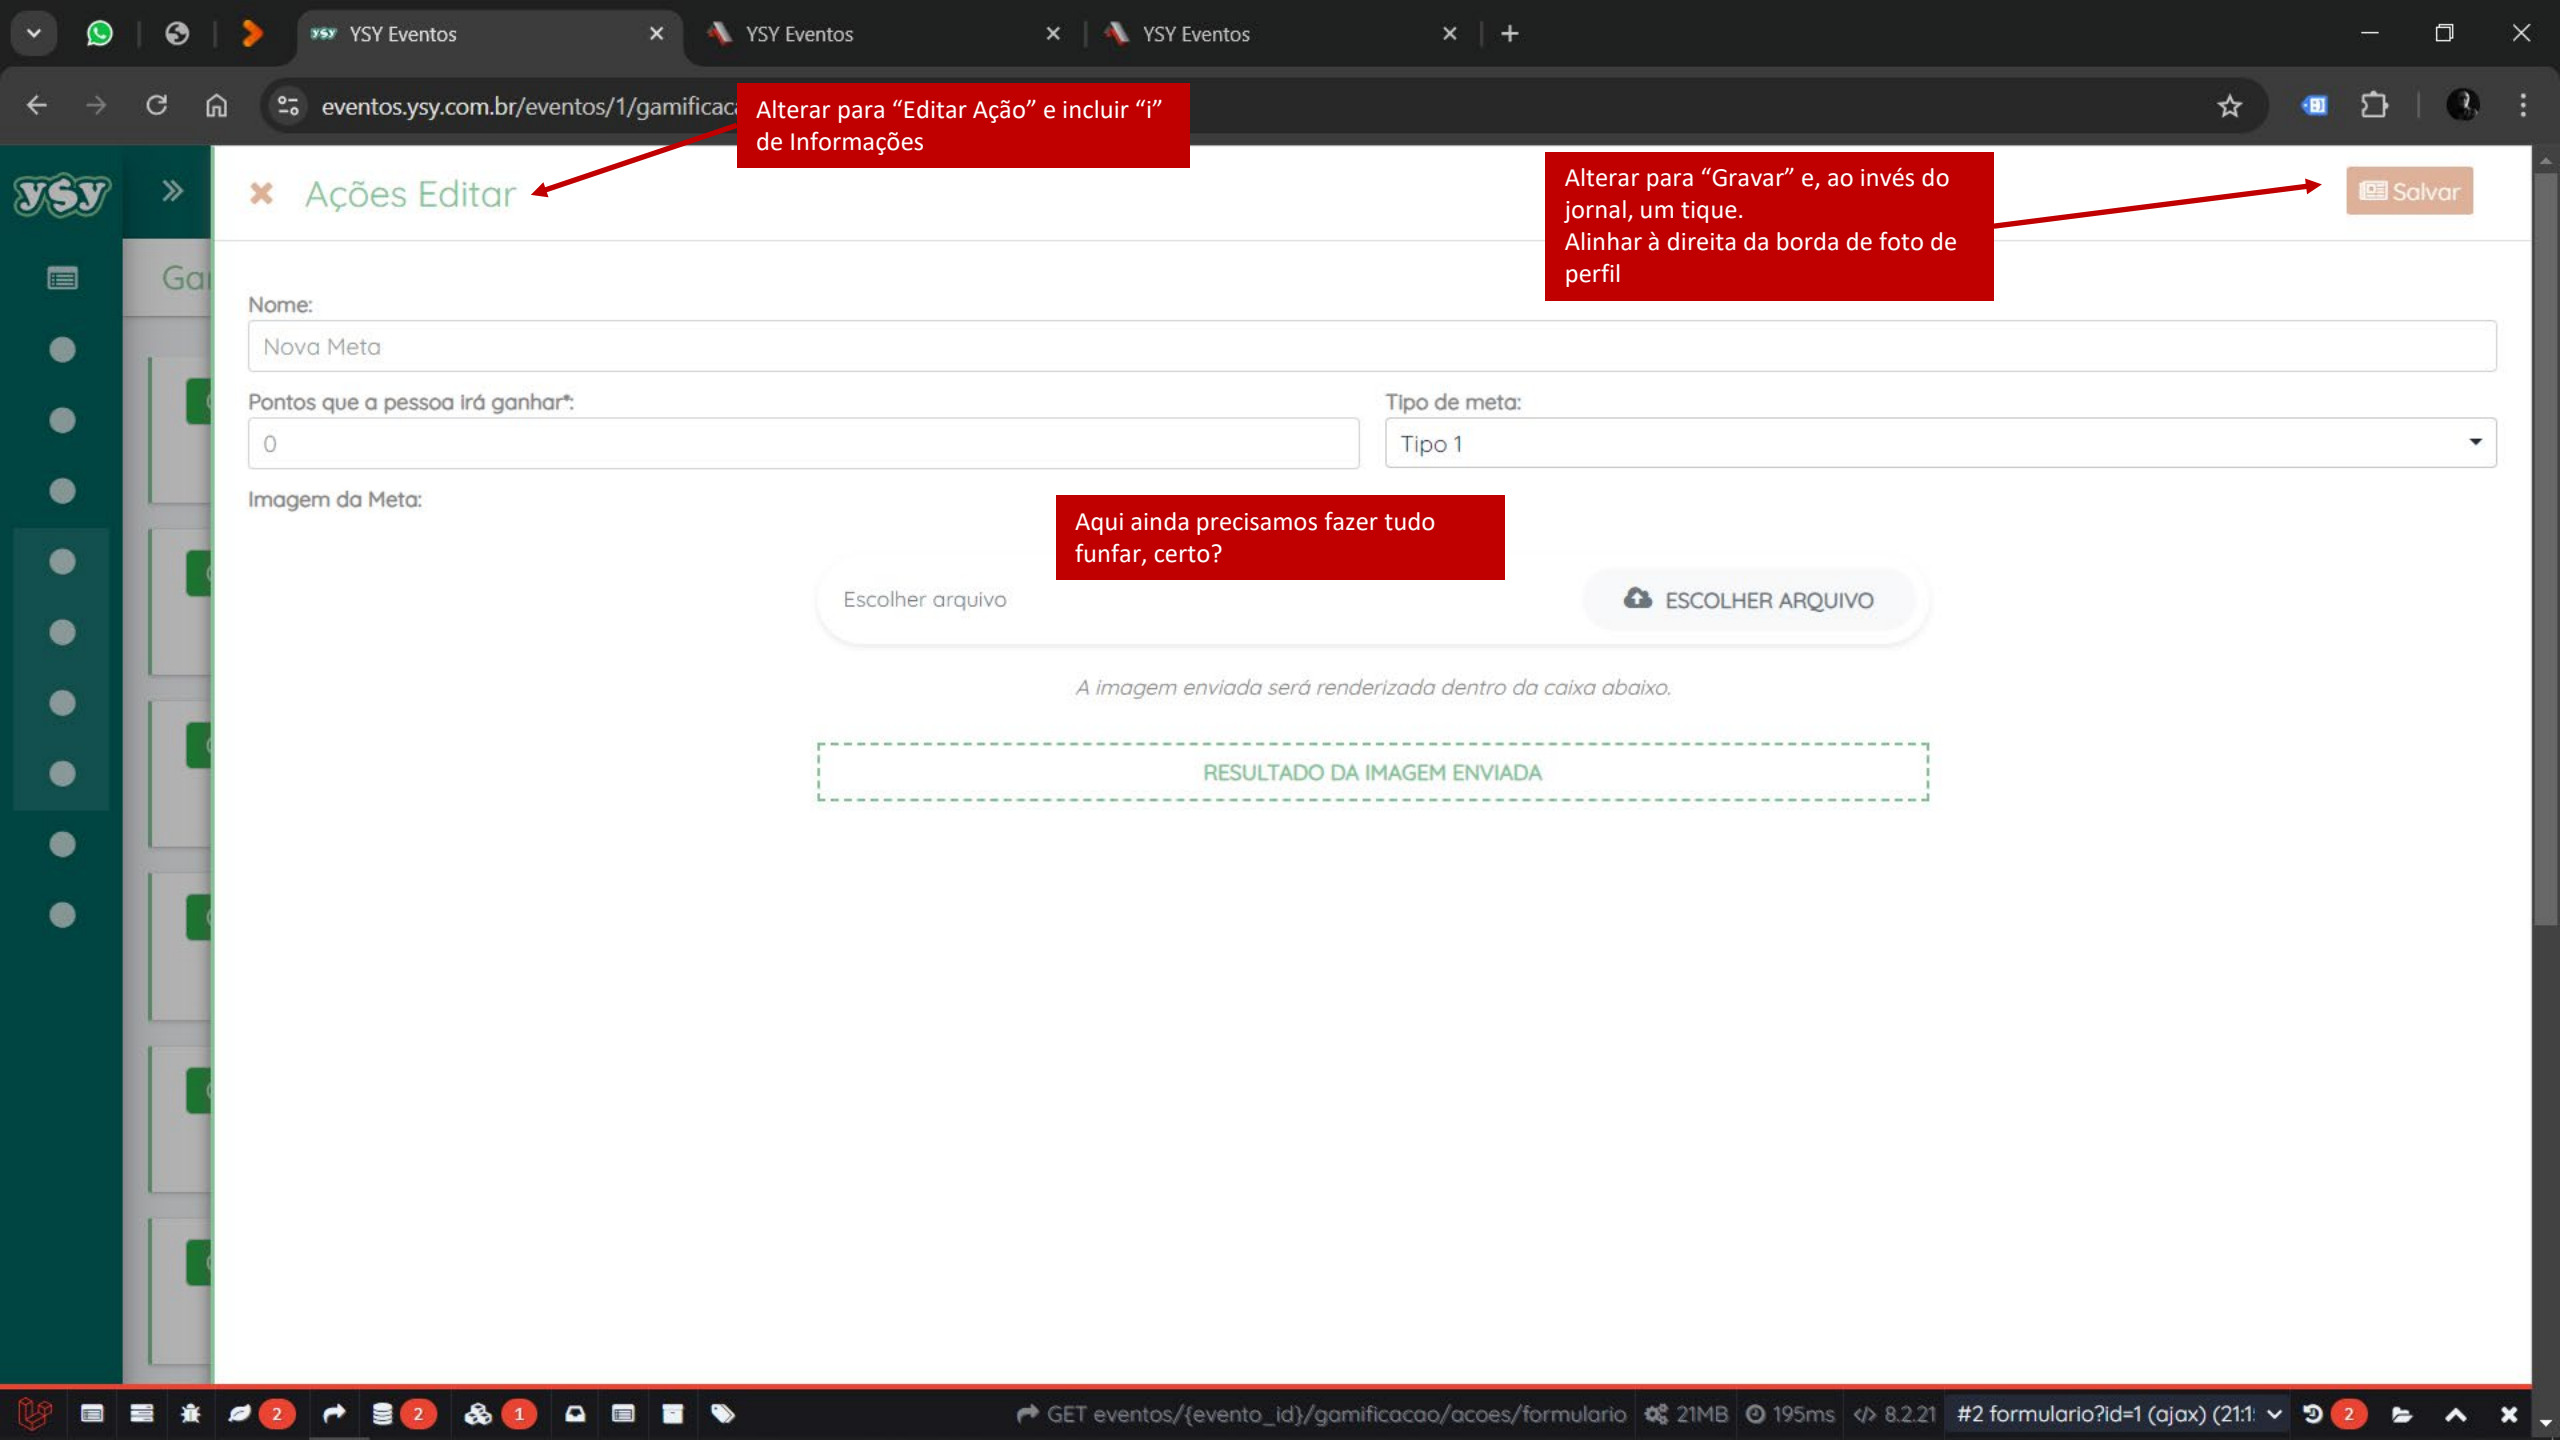 YSY YSY Eventos
YSY Eventos
YSY Eventos
eventos.ysy.com.br/eventos/1/gamificac
Alterar para “Editar Ação” e incluir “i”
de Informações
ysy
Ações Editar
Alterar para “Gravar” e, ao invés do
jornal, um tique.
Alinhar à direita da borda de foto de
perfil
Salvar
Nome:
Nova Meta
Pontos que a pessoa irá ganhar*:
Tipo de meta:
0
Tipo 1
Imagem da Meta:
Aqui ainda precisamos fazer tudo
funfar, certo?
Escolher arquivo
ESCOLHER ARQUIVO
A imagem enviada será renderizada dentro da caixa abaixo.
RESULTADO DA IMAGEM ENVIADA
2 2 1 GET eventos/{evento_id}/gamificacao/acoes/formulario 21MB 195ms 8.2.21 #2 formulario?id=1 (ajax) (21:1 2